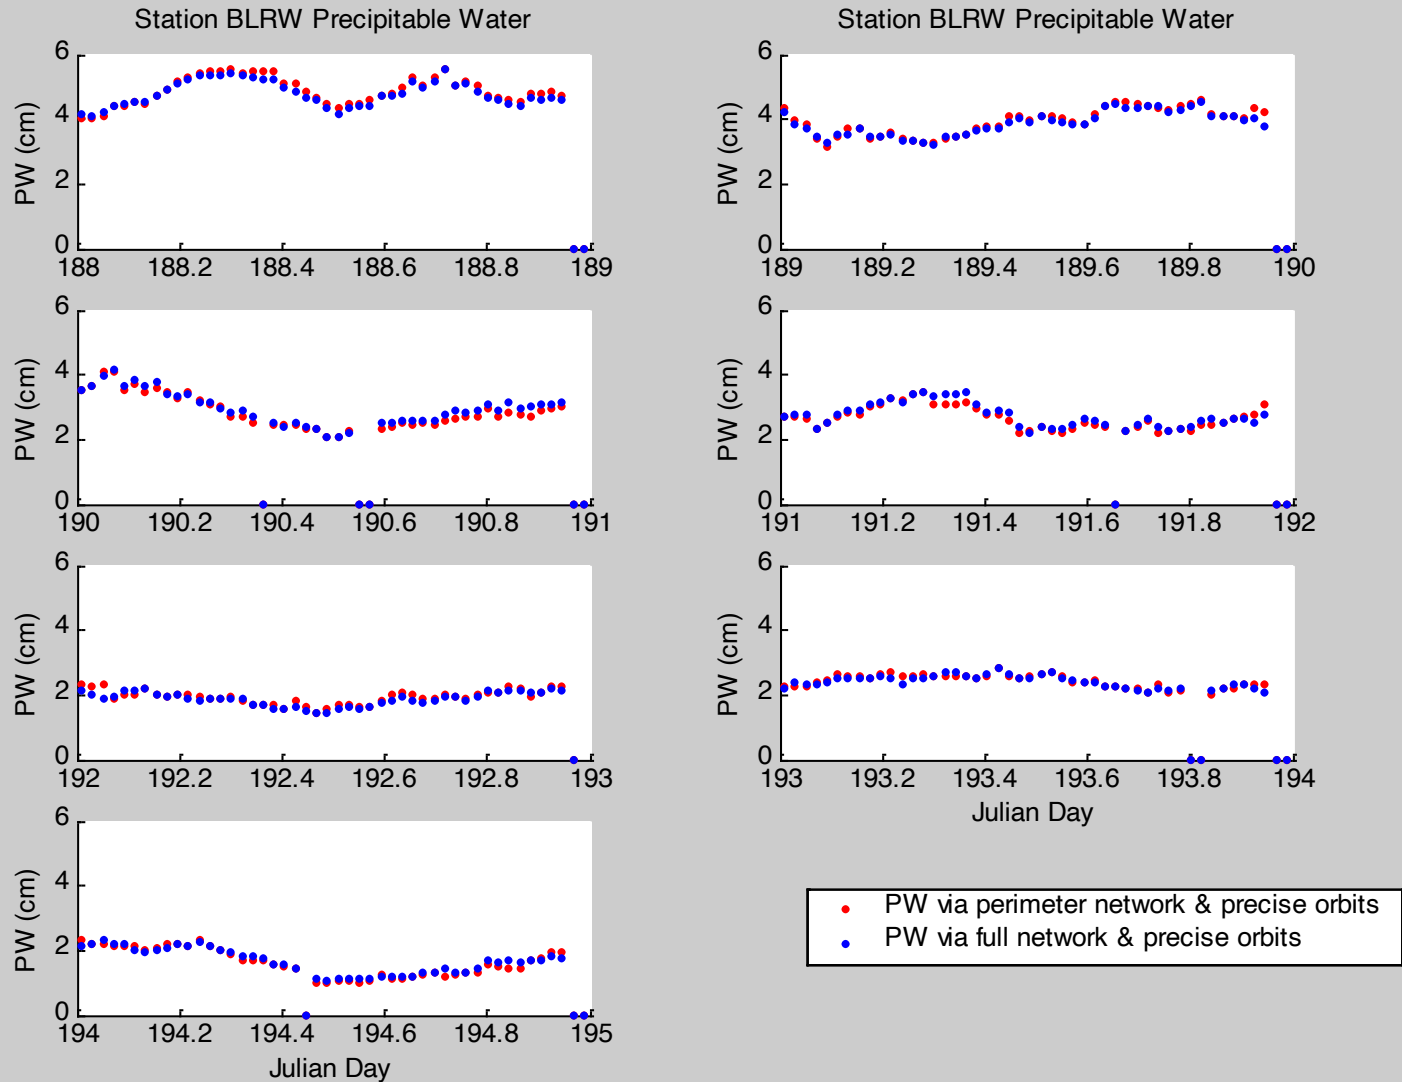 Station BLRW Precipitable Water
Station BLRW Precipitable Water
6
4
2
0
PW (cm)
188 188.2 188.4 188.6 188.8 189
6
4
2
0
PW (cm)
189 189.2 189.4 189.6 189.8 190
6
4
2
0
PW (cm)
190 190.2 190.4 190.6 190.8 191
6
4
2
0
PW (cm)
191 191.2 191.4 191.6 191.8 192
6
4
2
0
PW (cm)
192 192.2 192.4 192.6 192.8 193
6
4
2
0
PW (cm)
193 193.2 193.4 193.6 193.8 194
Julian Day
6
4
2
0
PW (cm)
194 194.2 194.4 194.6 194.8 195
Julian Day
PW via perimeter network & precise orbits
PW via full network & precise orbits